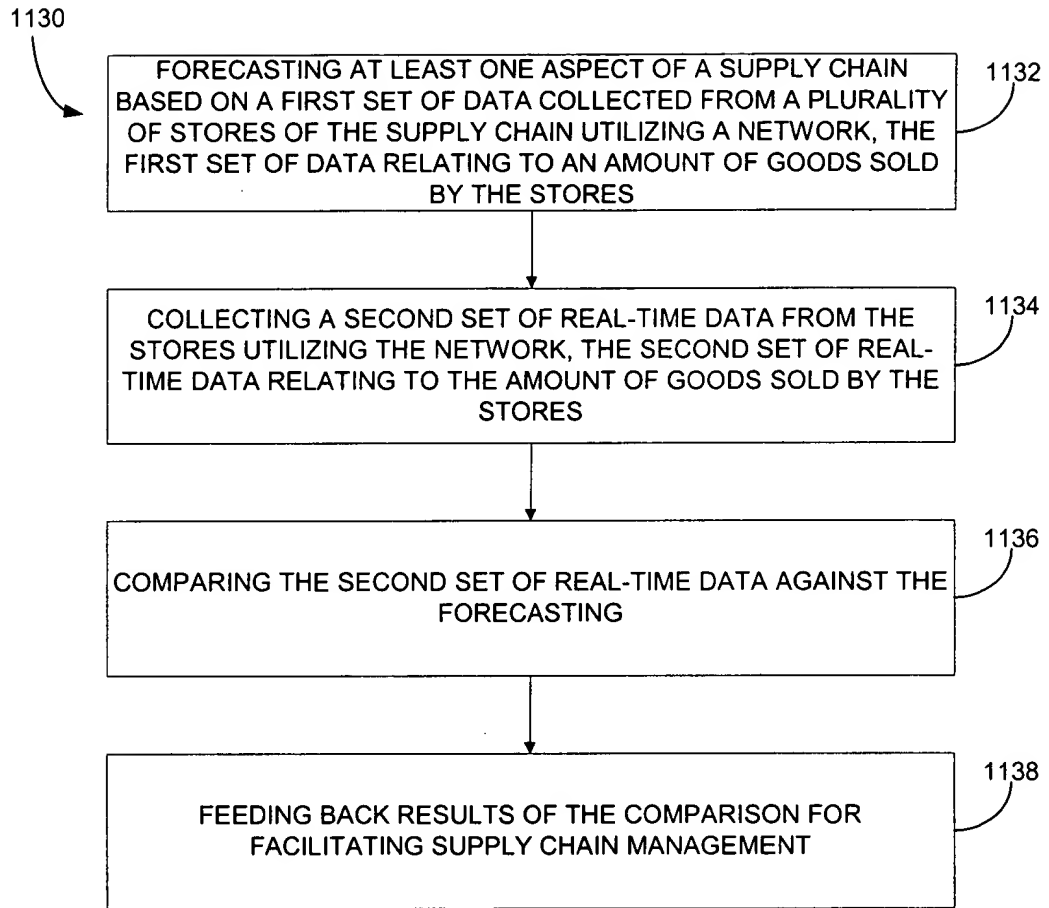 1130
FORECASTING AT LEAST ONE ASPECT OF A SUPPLY CHAIN
BASED ON A FIRST SET OF DATA COLLECTED FROM A PLURALITY
OF STORES OF THE SUPPLY CHAIN UTILIZING A NETWORK, THE
FIRST SET OF DATA RELATING TO AN AMOUNT OF GOODS SOLD
BY THE STORES
1132
COLLECTING A SECOND SET OF REAL-TIME DATA FROM THE
STORES UTILIZING THE NETWORK, THE SECOND SET OF REAL-
TIME DATA RELATING TO THE AMOUNT OF GOODS SOLD BY THE
STORES
1134
COMPARING THE SECOND SET OF REAL-TIME DATA AGAINST THE
FORECASTING
1136
FEEDING BACK RESULTS OF THE COMPARISON FOR
FACILITATING SUPPLY CHAIN MANAGEMENT
1138